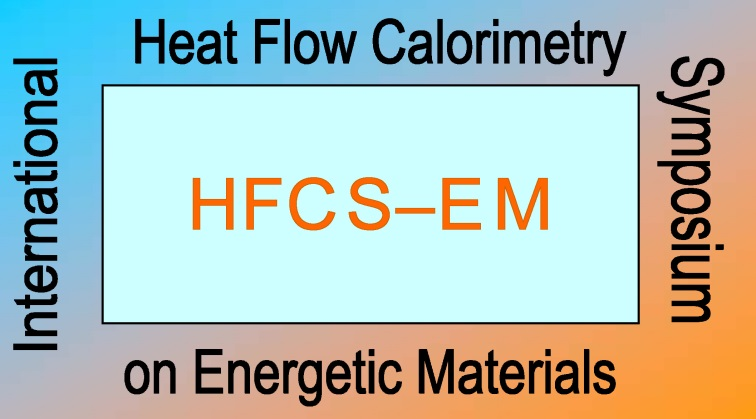 International
Heat Flow Calorimetry
Symposium
HFCS–EM
on Energetic Materials